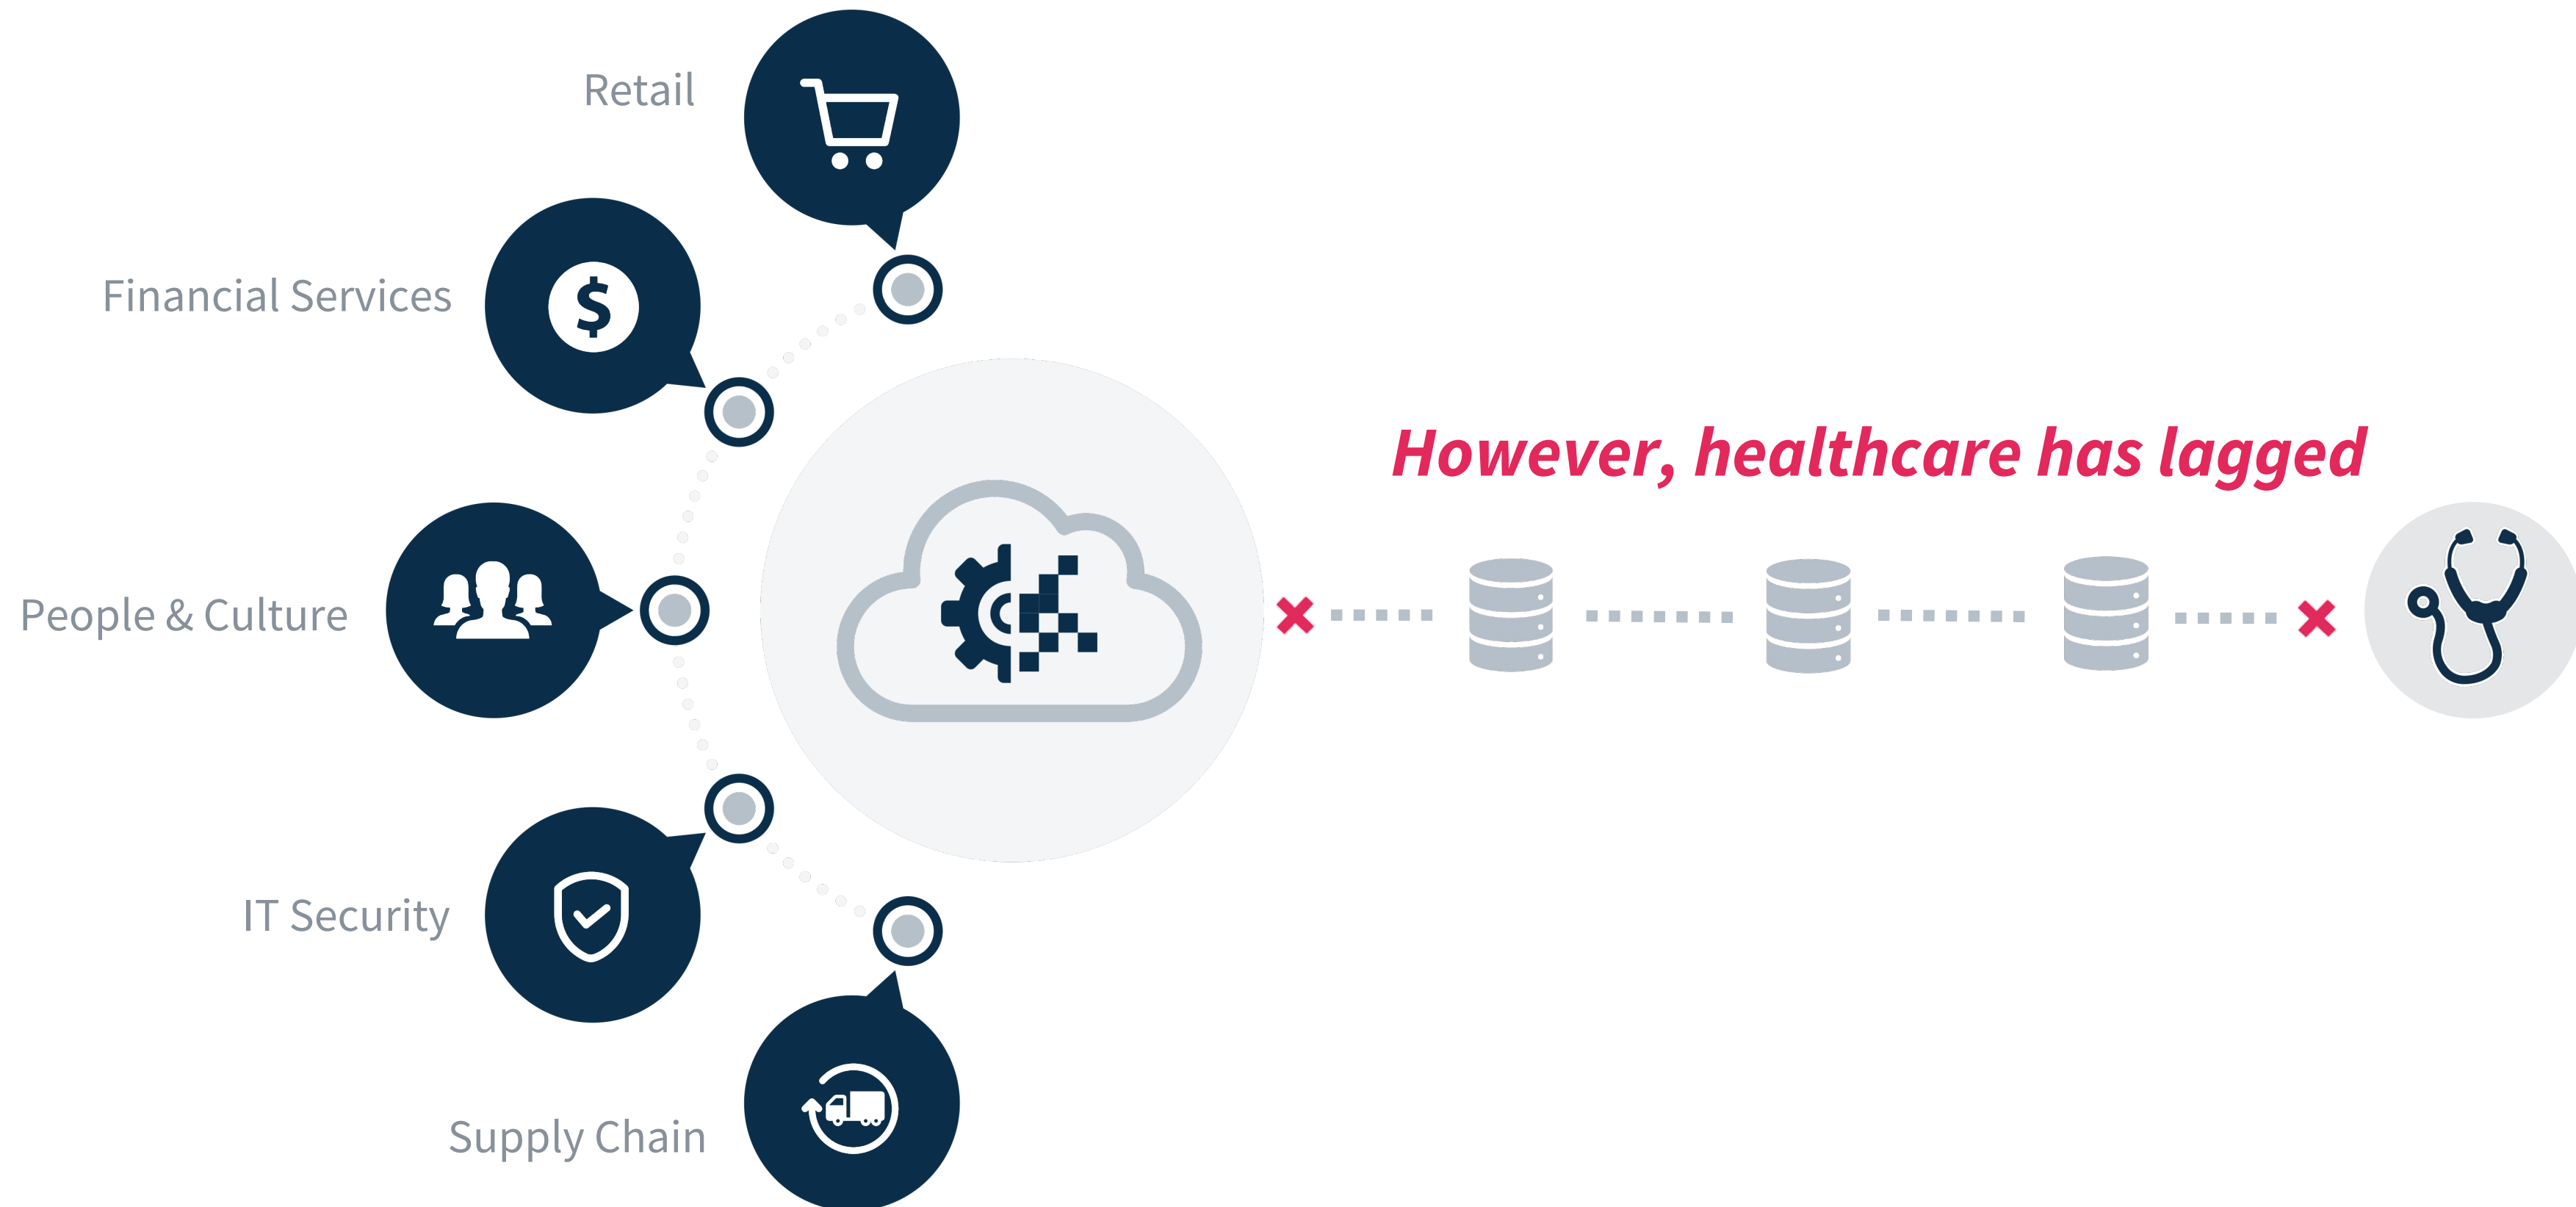 Retail
Financial Services
However, healthcare has lagged
People & Culture
IT Security
Supply Chain